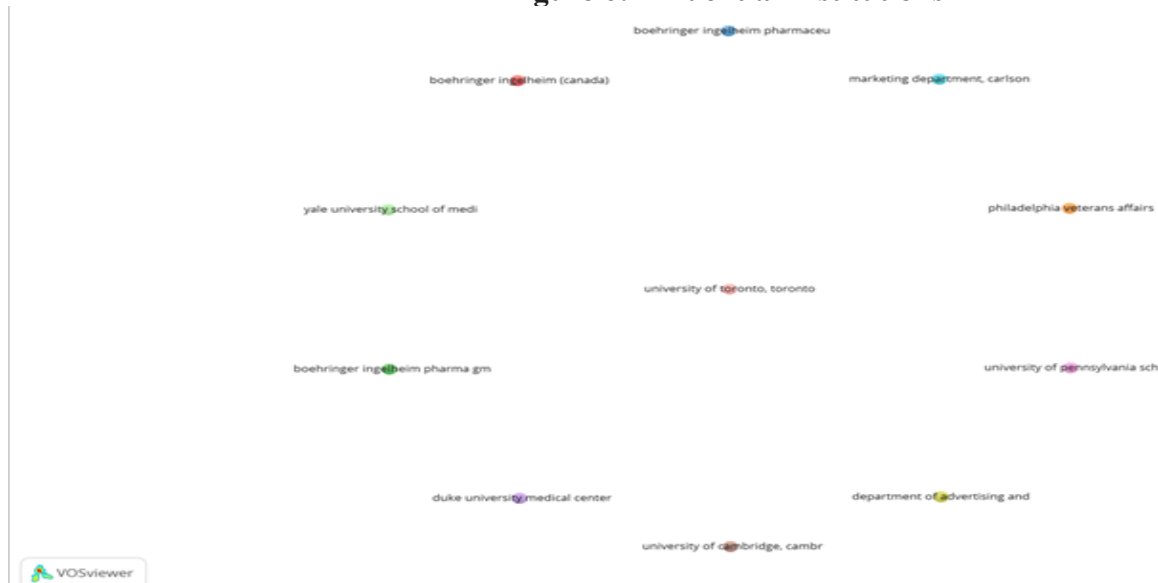 boehringer ingelheim pharmaceu
boehringer ingelheim (canada)
marketing department, carlson
yale university school of medi
philadelphia veterans affairs
university of toronto, toronto
boehringer ingelheim pharma gm
university of pennsylvania sch
duke university medical center
department of advertising and
university of cambridge, cambr
VOSviewer